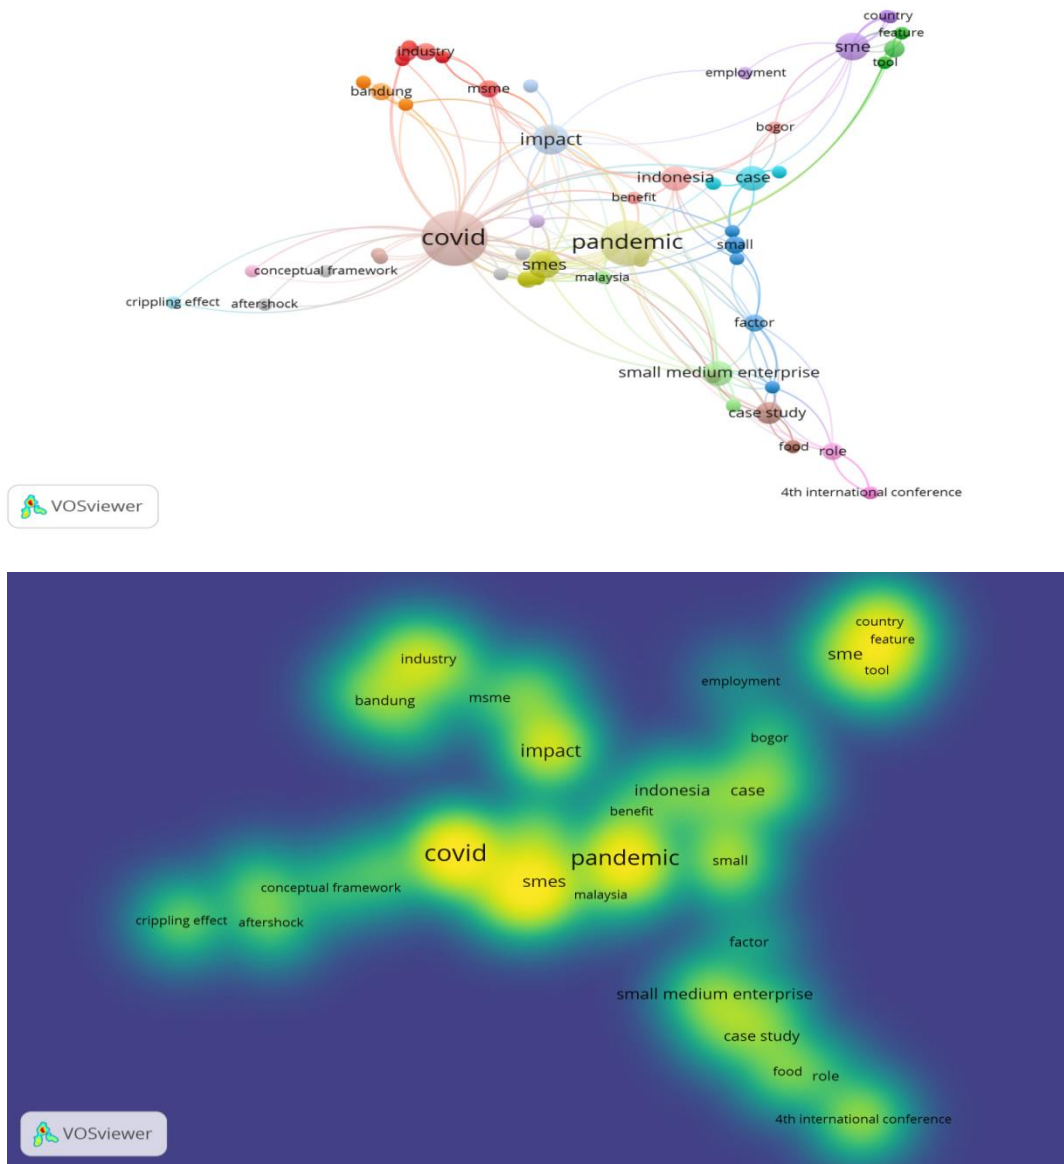 country
feature
sme
tool
industry
employment
msme
bandung
bogor
impact
indonesia
case
benefit
covid
pandemic
small
smes
conceptual framework
malaysia
crippling effect
aftershock
factor
small medium enterprise
case study
food
role
4th international conference
VOSviewer
country
feature
sme
industry
tool
employment
bandung
msme
bogor
impact
indonesia
case
benefit
covid
pandemic
small
smes
conceptual framework
malaysia
crippling effect
aftershock
factor
small medium enterprise
case study
food
role
4th international conference
VOSviewer